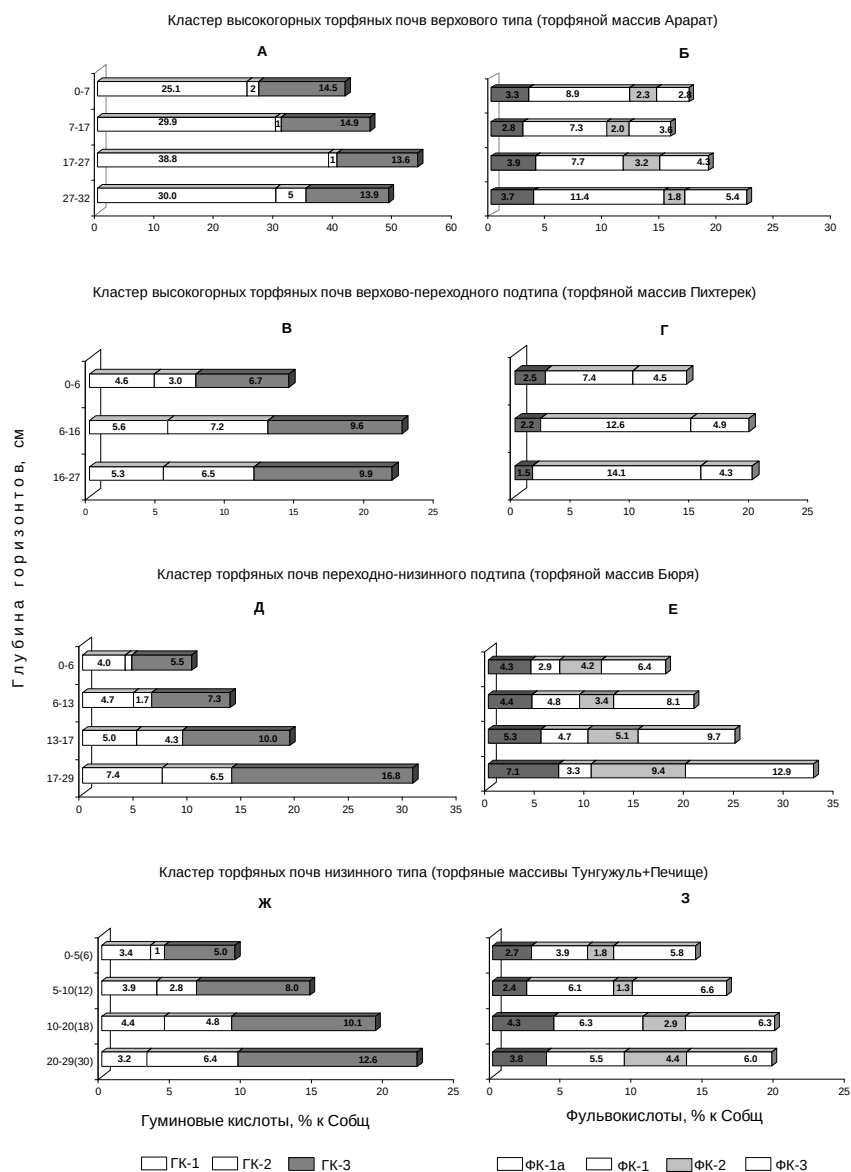 Кластер высокогорных торфяных почв верхового типа (торфяной массив Арарат)
А
Б
0-7
25.1 2 14.5
3.3 8.9 2.3 2.8
7-17
29.9 1 14.9
2.8 7.3 2.0 3.6
17-27
38.8 1 13.6
3.9 7.7 3.2 4.3
27-32
30.0 5 13.9
3.7 11.4 1.8 5.4
0 10 20 30 40 50 60
0 5 10 15 20 25 30
Кластер высокогорных торфяных почв верхово-переходного подтипа (торфяной массив Пихтерек)
В
Г
0-6
4.6 3.0 6.7
2.5 7.4 4.5
6-16
5.6 7.2 9.6
2.2 12.6 4.9
16-27
5.3 6.5 9.9
1.5 14.1 4.3
0 5 10 15 20 25
0 5 10 15 20 25
Глубина горизонтов, см
Кластер торфяных почв переходно-низинного подтипа (торфяной массив Бюря)
Д
Е
0-6
4.0 5.5
4.3 2.9 4.2 6.4
6-13
4.7 1.7 7.3
4.4 4.8 3.4 8.1
13-17
5.0 4.3 10.0
5.3 4.7 5.1 9.7
17-29
7.4 6.5 16.8
7.1 3.3 9.4 12.9
0 5 10 15 20 25 30 35
0 5 10 15 20 25 30 35
Кластер торфяных почв низинного типа (торфяные массивы Тунгужуль+Печище)
Ж
З
0-5(6)
3.4 1 5.0
2.7 3.9 1.8 5.8
5-10(12)
3.9 2.8 8.0
2.4 6.1 1.3 6.6
10-20(18)
4.4 4.8 10.1
4.3 6.3 2.9 6.3
20-29(30)
3.2 6.4 12.6
3.8 5.5 4.4 6.0
0 5 10 15 20 25
0 5 10 15 20 25
Гуминовые кислоты, % к Собщ
Фульвокислоты, % к Собщ
ГК-1 ГК-2 ГК-3
ФК-1а ФК-1 ФК-2 ФК-3